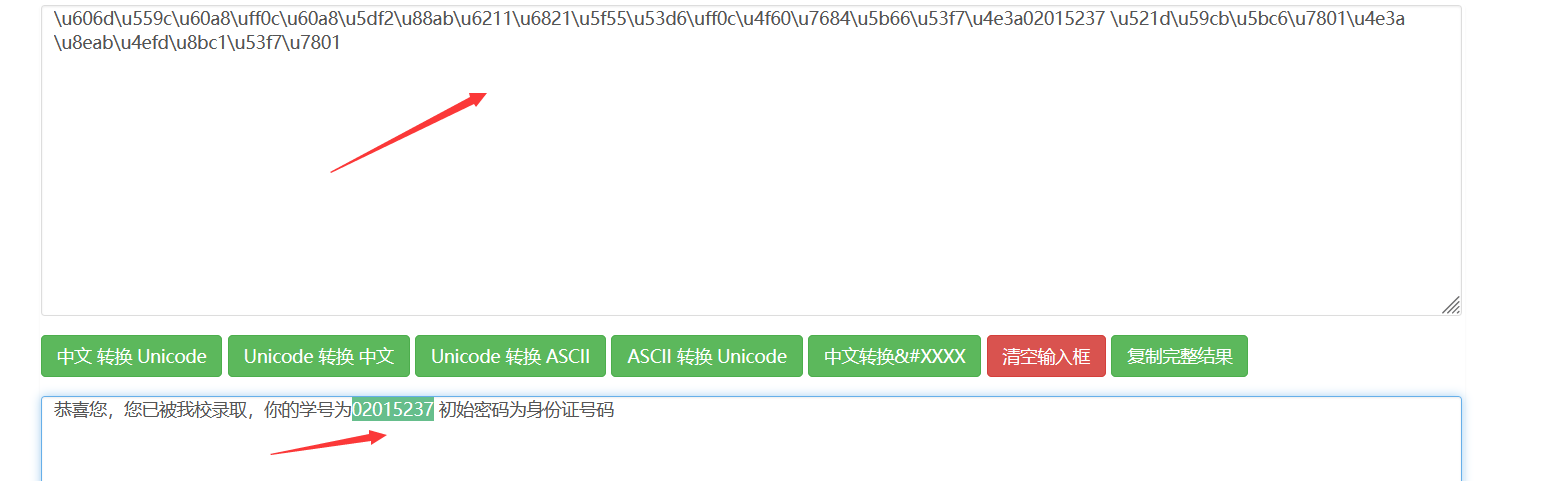 \u606d\u559c\u60a8\uff0c\u60a8\u5df2\u88ab\u6211\u6821\u5f55\u53d6\uff0c\u4f60\u7684\u5b66\u53f7\u4e3a02015237 \u521d\u59cb\u5bc6\u7801\u4e3a
\u8eab\u4efd\u8bc1\u53f7\u7801
中文 转换 Unicode Unicode 转换 中文 Unicode 转换 ASCII ASCII 转换 Unicode 中文转换&#XXXX 清空输入框 复制完整结果
恭喜您，您已被我校录取，你的学号为02015237 初始密码为身份证号码